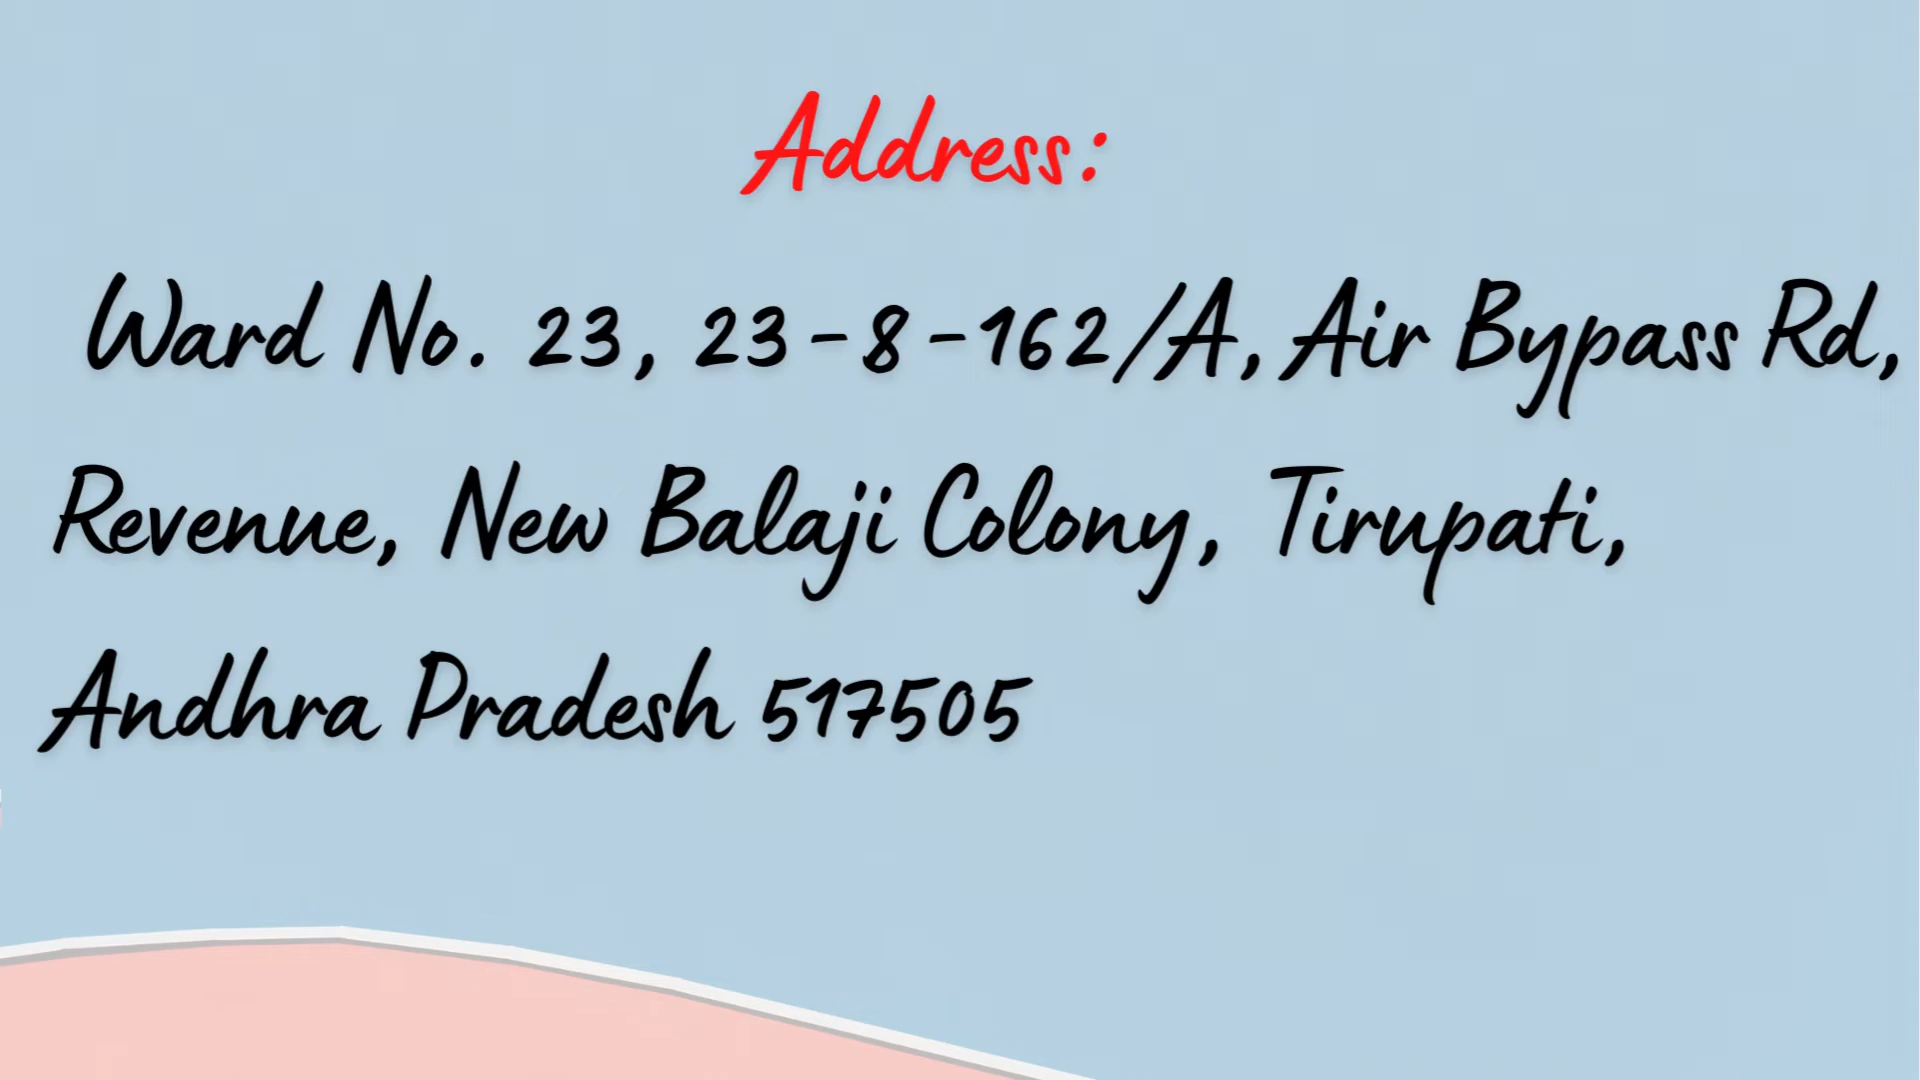 Address:
Ward No. 23, 23-8-162/A, Air Bypass Rd,
Revenue, New Balaji Colony, Tirupati,
Andhra Pradesh 517505